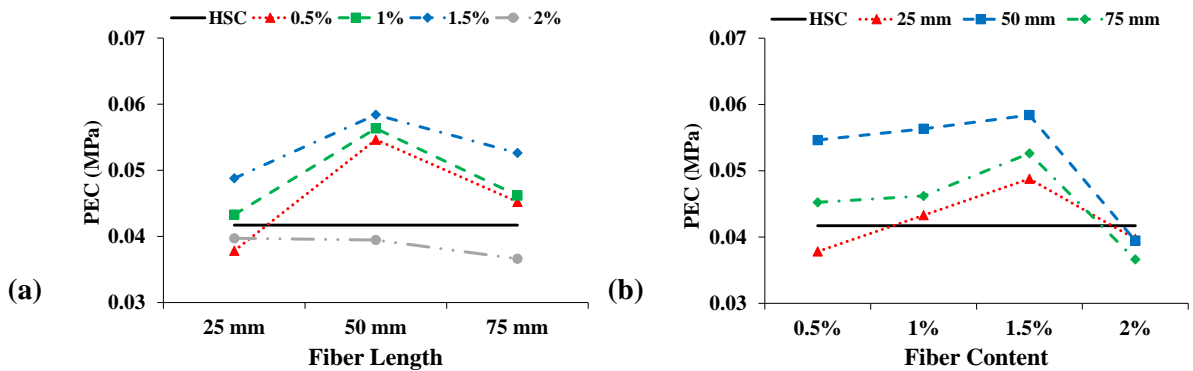 HSC 0.5% 1% 1.5% 2%
0.07
0.06
0.05
0.04
0.03
PEC (MPa)
25 mm 50 mm 75 mm
Fiber Length
(a)
HSC 25 mm 50 mm 75 mm
0.07
0.06
0.05
0.04
0.03
PEC (MPa)
0.5% 1% 1.5% 2%
Fiber Content
(b)